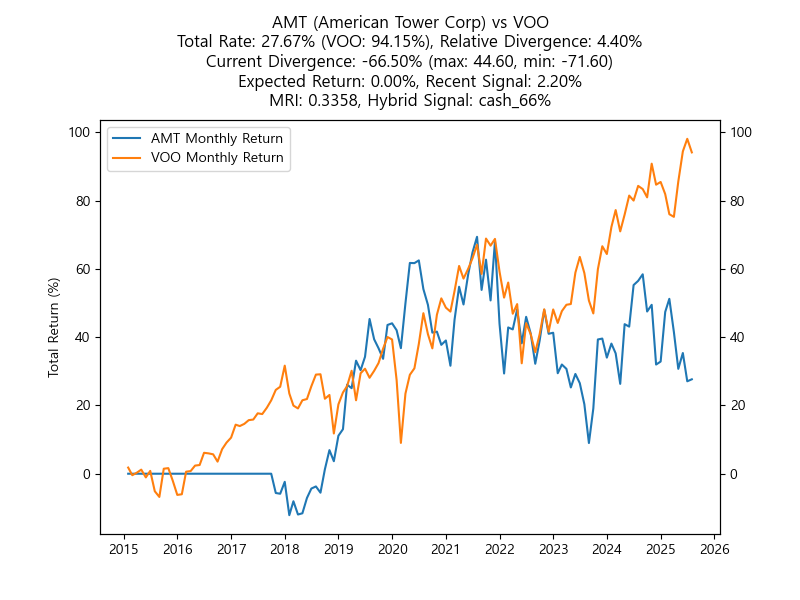 AMT (American Tower Corp) vs VOO
Total Rate: 27.67% (VOO: 94.15%), Relative Divergence: 4.40%
Current Divergence: -66.50% (max: 44.60, min: -71.60)
Expected Return: 0.00%, Recent Signal: 2.20%
MRI: 0.3358, Hybrid Signal: cash_66%
AMT Monthly Return
VOO Monthly Return
Total Return (%)
100
80
60
40
20
0
100
80
60
40
20
0
2015 2016 2017 2018 2019 2020 2021 2022 2023 2024 2025 2026